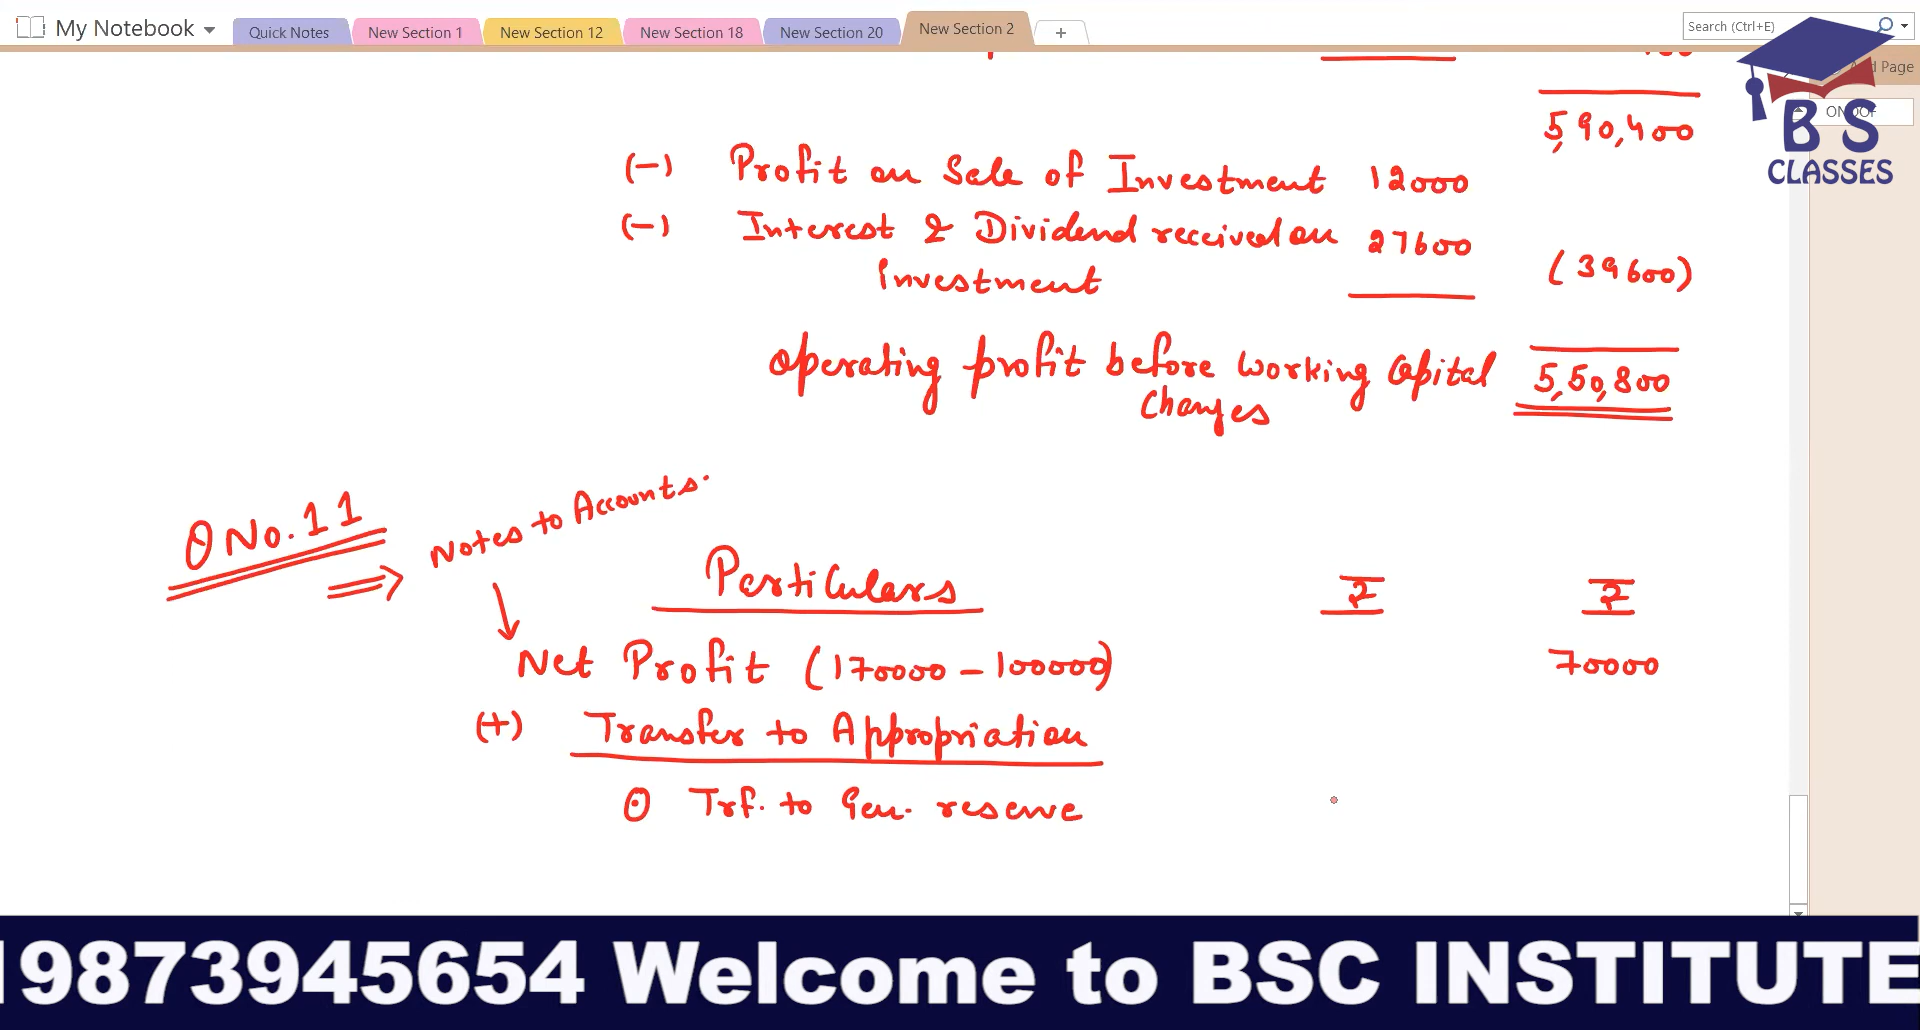 My Notebook
Quick Notes
New Section 1
New Section 12
New Section 18
New Section 20
New Section 2
+
Search (Ctrl+E)
Page
BS
CLASSES
5,90,400
(-) Profit on Sale of Investment 12000
(-) Interest & Dividend received on 27600
Investment
(39600)
Operating profit before working Capital 5,50,800
Changes
Q No. 11
Notes to Accounts.
Particulars ₹ ₹
Net Profit (170000-100000) 70000
(+) Transfer to Appropriation
Trf. to Gen. reserve
19873945654 Welcome to BSC INSTITUTE